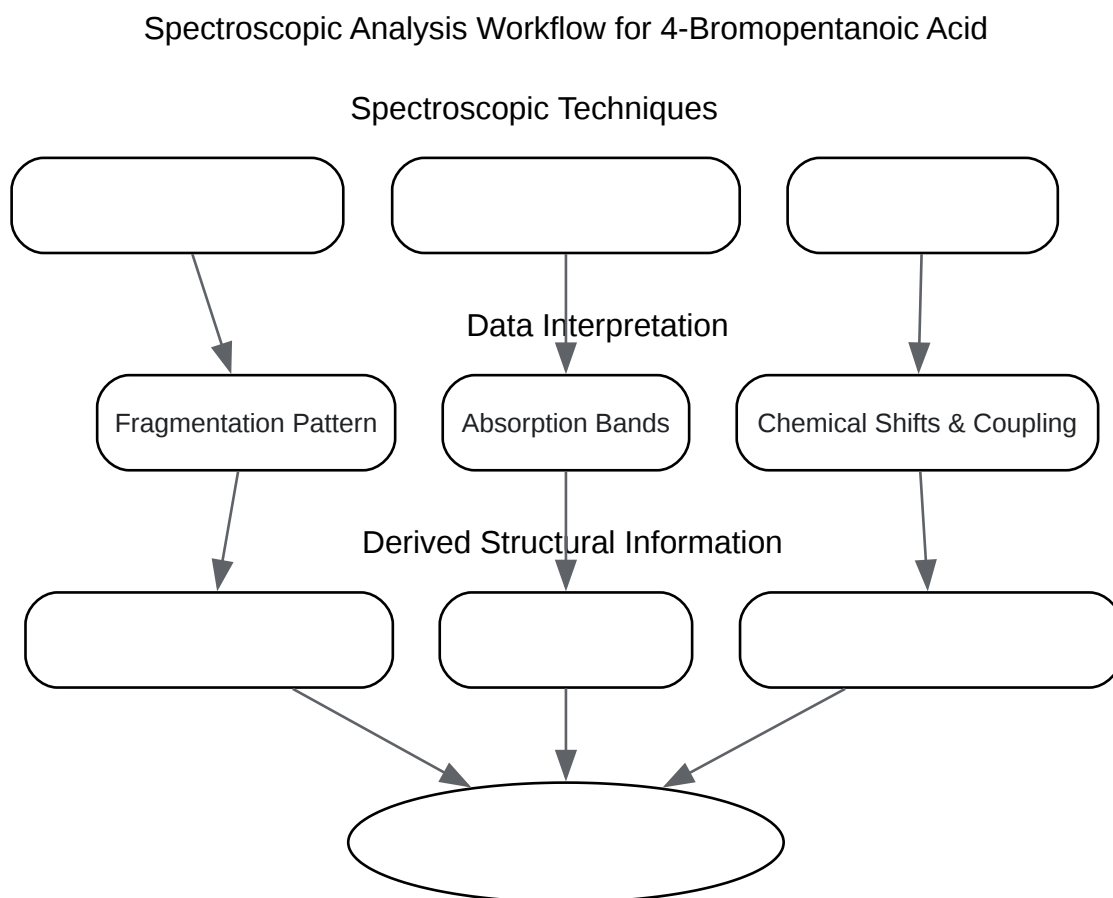 Spectroscopic Analysis Workflow for 4-Bromopentanoic Acid
Spectroscopic Techniques
Data Interpretation
Fragmentation Pattern
Absorption Bands
Chemical Shifts & Coupling
Derived Structural Information